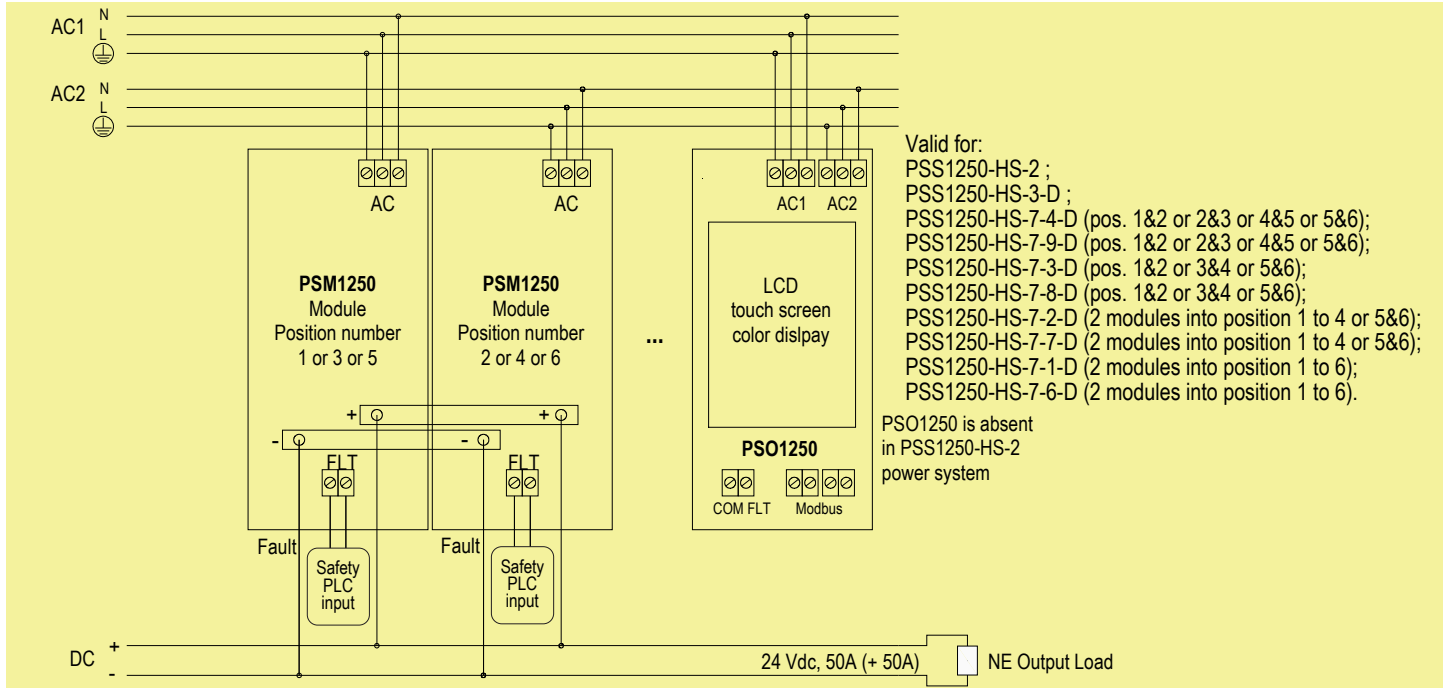 AC1
N
L
AC2
N
L
AC
AC
AC1 AC2
PSM1250
Module
Position number
1 or 3 or 5
PSM1250
Module
Position number
2 or 4 or 6
...
LCD
touch screen
color dislpay
Valid for:
PSS1250-HS-2 ;
PSS1250-HS-3-D ;
PSS1250-HS-7-4-D (pos. 1&2 or 2&3 or 4&5 or 5&6);
PSS1250-HS-7-9-D (pos. 1&2 or 2&3 or 4&5 or 5&6);
PSS1250-HS-7-3-D (pos. 1&2 or 3&4 or 5&6);
PSS1250-HS-7-8-D (pos. 1&2 or 3&4 or 5&6);
PSS1250-HS-7-2-D (2 modules into position 1 to 4 or 5&6);
PSS1250-HS-7-7-D (2 modules into position 1 to 4 or 5&6);
PSS1250-HS-7-1-D (2 modules into position 1 to 6);
PSS1250-HS-7-6-D (2 modules into position 1 to 6).
PSO1250 is absent
in PSS1250-HS-2
power system
+ +
- -
FLT
FLT
PSO1250
COM FLT Modbus
Fault
Safety
PLC
input
Fault
Safety
PLC
input
DC
+
-
24 Vdc, 50A (+ 50A)
NE Output Load